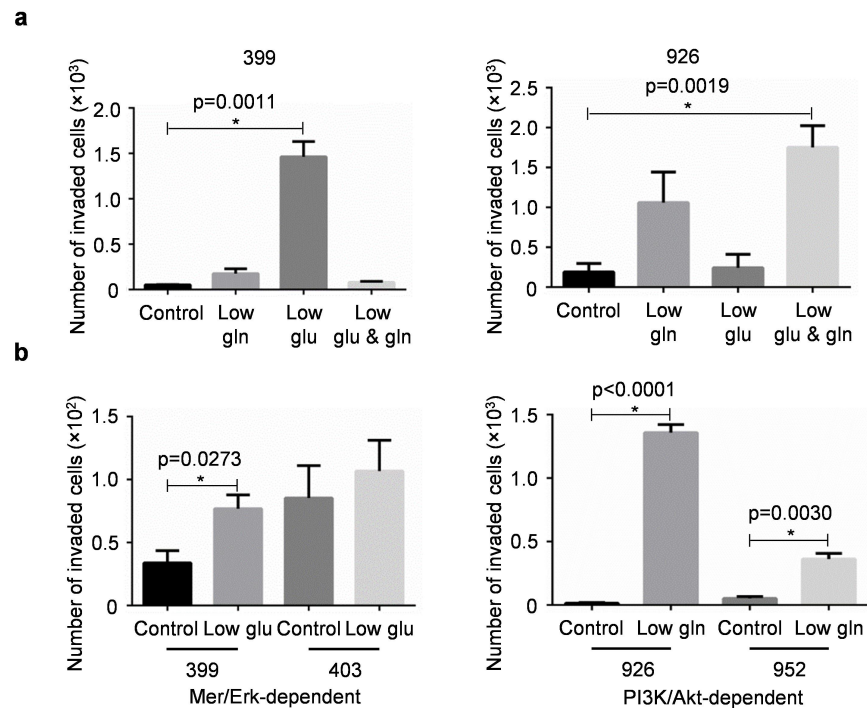 a
399
Number of invaded cells (×10³)
2.0
1.5
1.0
0.5
0
p=0.0011
*
Control
Low gln
Low glu
Low glu & gln
926
Number of invaded cells (×10³)
2.5
2.0
1.5
1.0
0.5
0
p=0.0019
*
Control
Low gln
Low glu
Low glu & gln
b
Number of invaded cells (×10²)
1.5
1.0
0.5
0
p=0.0273
*
Control Low glu Control Low glu
399 403
Mer/Erk-dependent
Number of invaded cells (×10³)
1.5
1.0
0.5
0
p<0.0001
*
p=0.0030
*
Control Low gln Control Low gln
926 952
PI3K/Akt-dependent